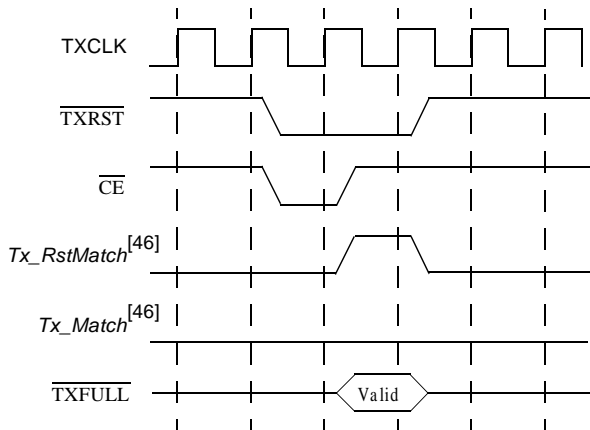 TXCLK
TXRST
CE
Tx_RstMatch[46]
Tx_Match[46]
TXFULL
Valid